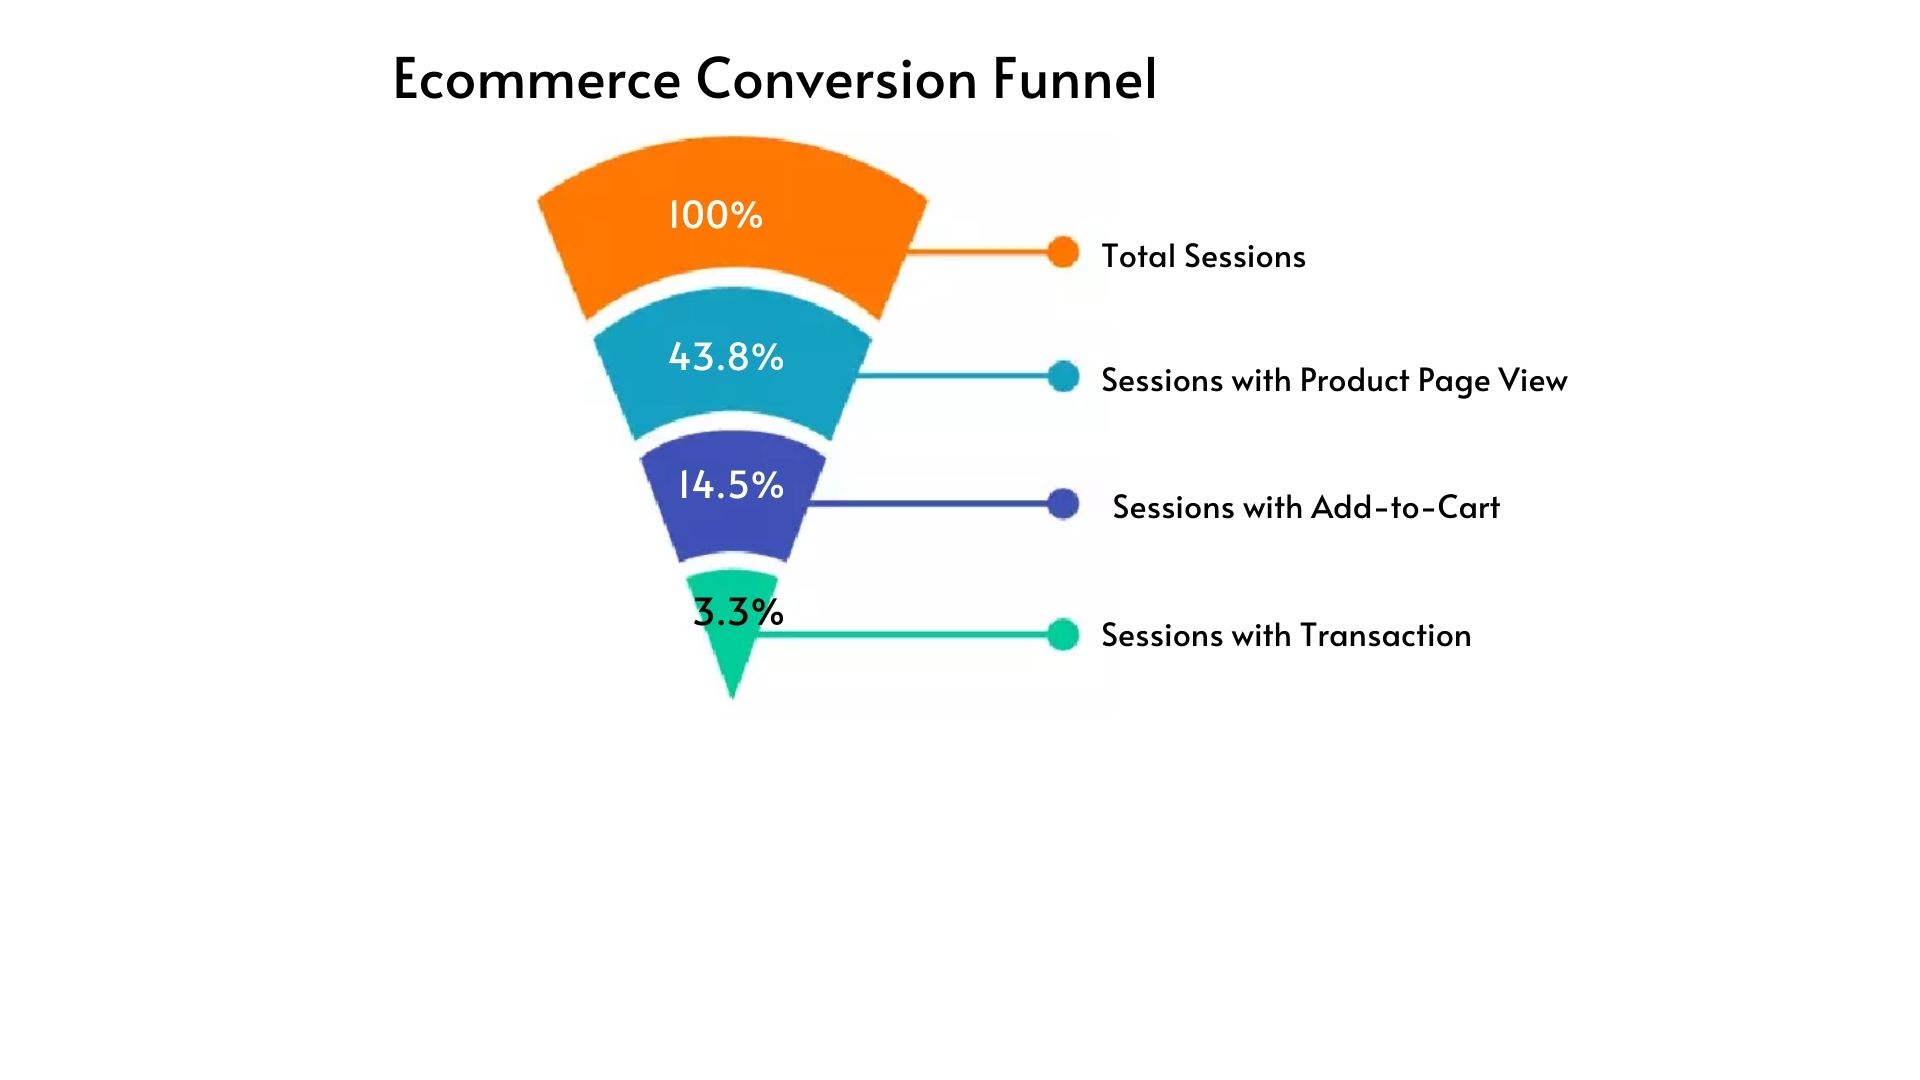 Ecommerce Conversion Funnel
100%
Total Sessions
43.8%
Sessions with Product Page View
14.5%
Sessions with Add-to-Cart
3.3%
Sessions with Transaction